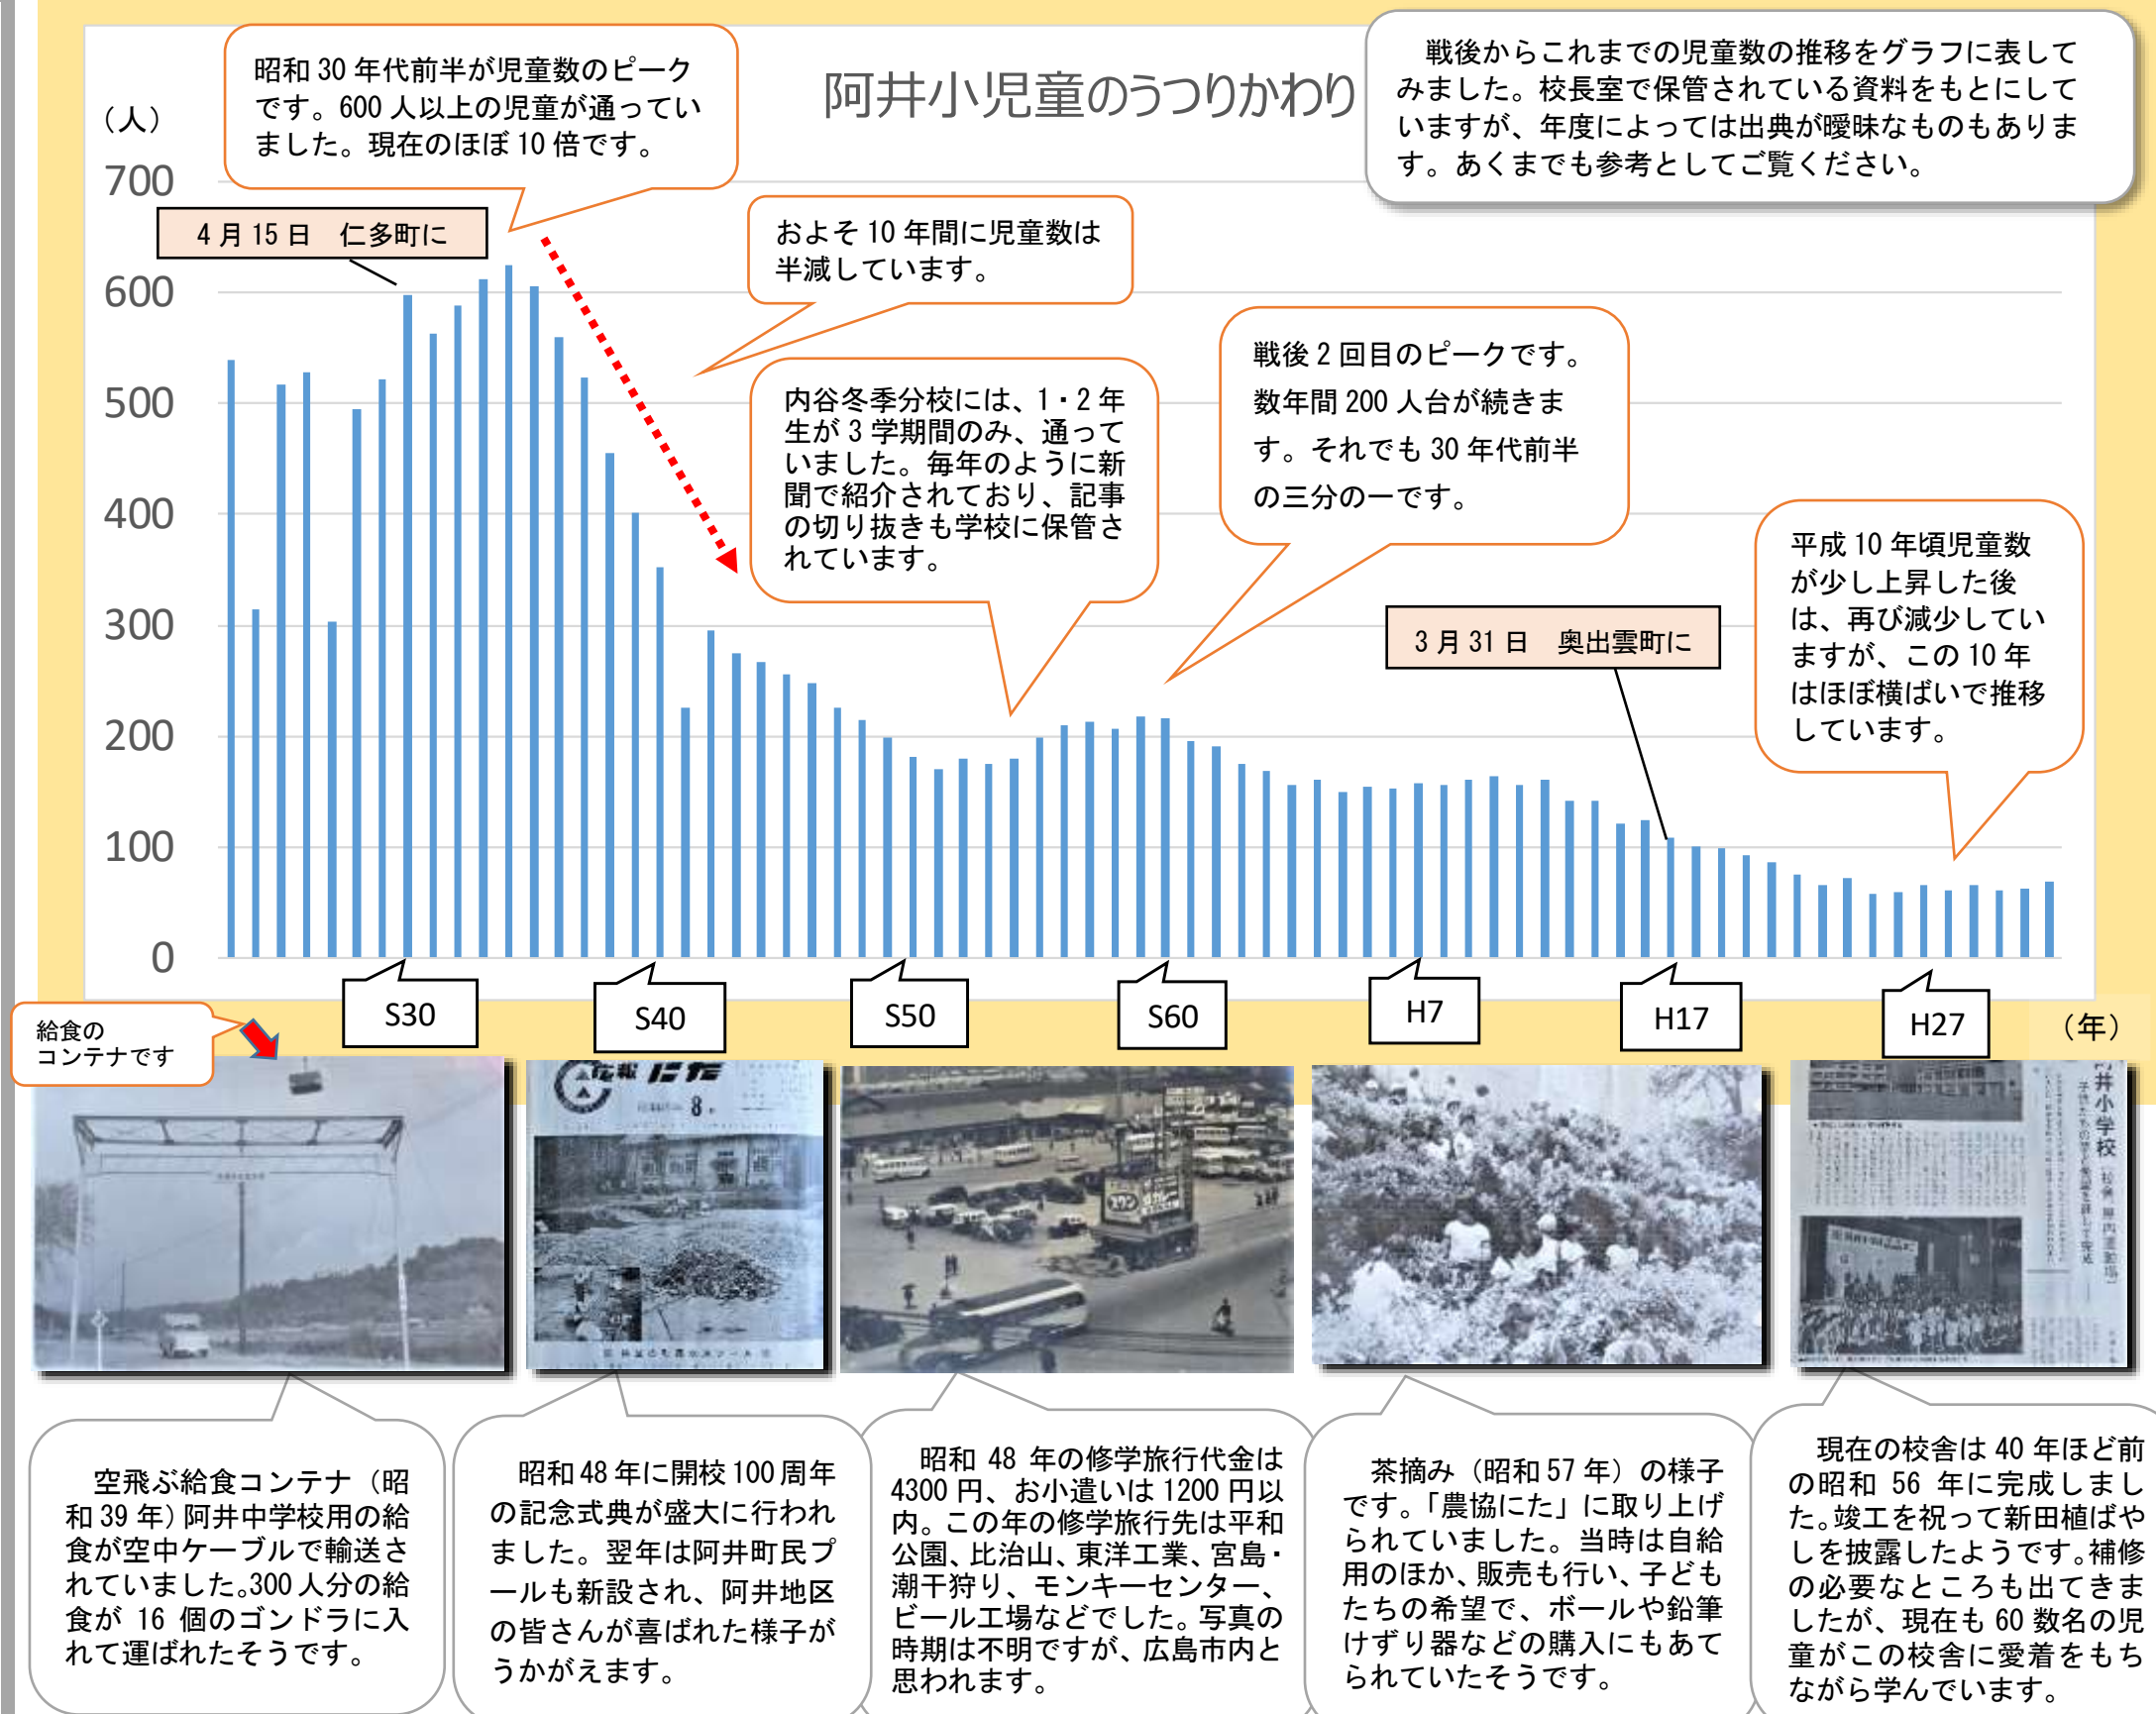 阿井小児童のうつりかわり
戦後からこれまでの児童数の推移をグラフに表して
みました。校長室で保管されている資料をもとにして
いますが、年度によっては出典が曖昧なものもありま
す。あくまでも参考としてご覧ください。
昭和 30 年代前半が児童数のピーク
です。600 人以上の児童が通ってい
ました。現在のほぼ 10 倍です。
（人）
700
600
500
400
300
200
100
0
4 月 15 日　仁多町に
およそ 10 年間に児童数は
半減しています。
内谷冬季分校には、1・2 年
生が 3 学期間のみ、通って
いました。毎年のように新
聞で紹介されており、記事
の切り抜きも学校に保管さ
れています。
戦後 2 回目のピークです。
数年間 200 人台が続きま
す。それでも 30 年代前半
の三分の一です。
3 月 31 日　奥出雲町に
平成 10 年頃児童数
が少し上昇した後
は、再び減少してい
ますが、この 10 年
はほぼ横ばいで推移
しています。
S30
S40
S50
S60
H7
H17
H27
（年）
給食の
コンテナです
広報 にた
8
井小学校
空飛ぶ給食コンテナ（昭
和 39 年）阿井中学校用の給
食が空中ケーブルで輸送さ
れていました。300 人分の給
食が 16 個のゴンドラに入
れて運ばれたそうです。
昭和 48 年に開校 100 周年
の記念式典が盛大に行われ
ました。翌年は阿井町民プ
ールも新設され、阿井地区
の皆さんが喜ばれた様子が
うかがえます。
昭和 48 年の修学旅行代金は
4300 円、お小遣いは 1200 円以
内。この年の修学旅行先は平和
公園、比治山、東洋工業、宮島・
潮干狩り、モンキーセンター、
ビール工場などでした。写真の
時期は不明ですが、広島市内と
思われます。
茶摘み（昭和 57 年）の様子
です。「農協にた」に取り上げ
られていました。当時は自給
用のほか、販売も行い、子ども
たちの希望で、ボールや鉛筆
けずり器などの購入にもあて
られていたそうです。
現在の校舎は 40 年ほど前
の昭和 56 年に完成しまし
た。竣工を祝って新田植ばや
しを披露したようです。補修
の必要なところも出てきま
したが、現在も 60 数名の児
童がこの校舎に愛着をもち
ながら学んでいます。